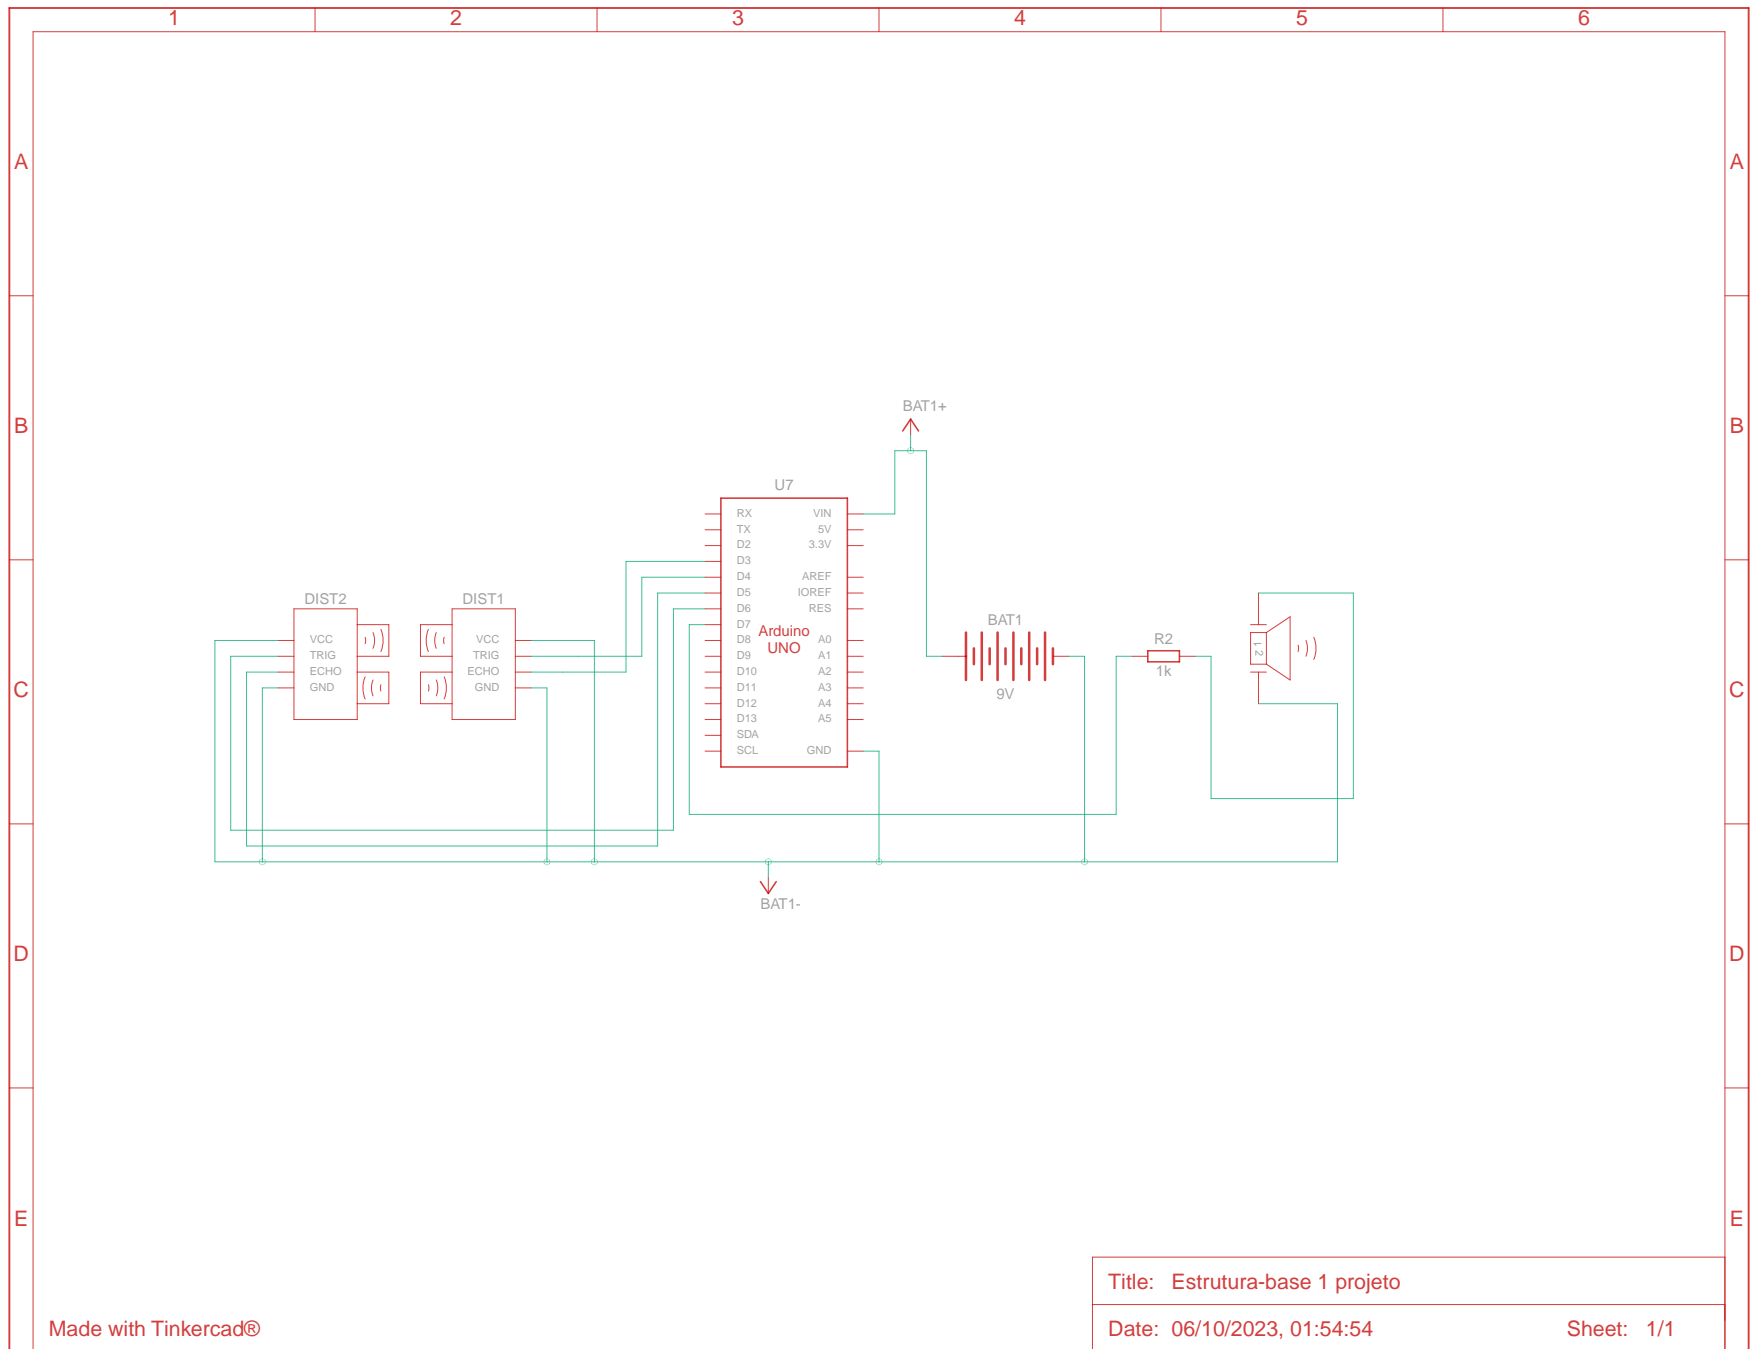 1 2 3 4 5 6
A A
B B
C C
D D
E E
BAT1+
U7
RX VIN
TX 5V
D2 3.3V
D3
D4 AREF
D5 IOREF
D6 RES
D7
Arduino
UNO
D8 A0
D9 A1
D10 A2
D11 A3
D12 A4
D13 A5
SDA
SCL GND
DIST2
VCC
TRIG
ECHO
GND
DIST1
VCC
TRIG
ECHO
GND
BAT1
9V
R2
1k
1 2
BAT1-
Title: Estrutura-base 1 projeto
Made with Tinkercad®
Date: 06/10/2023, 01:54:54 Sheet: 1/1